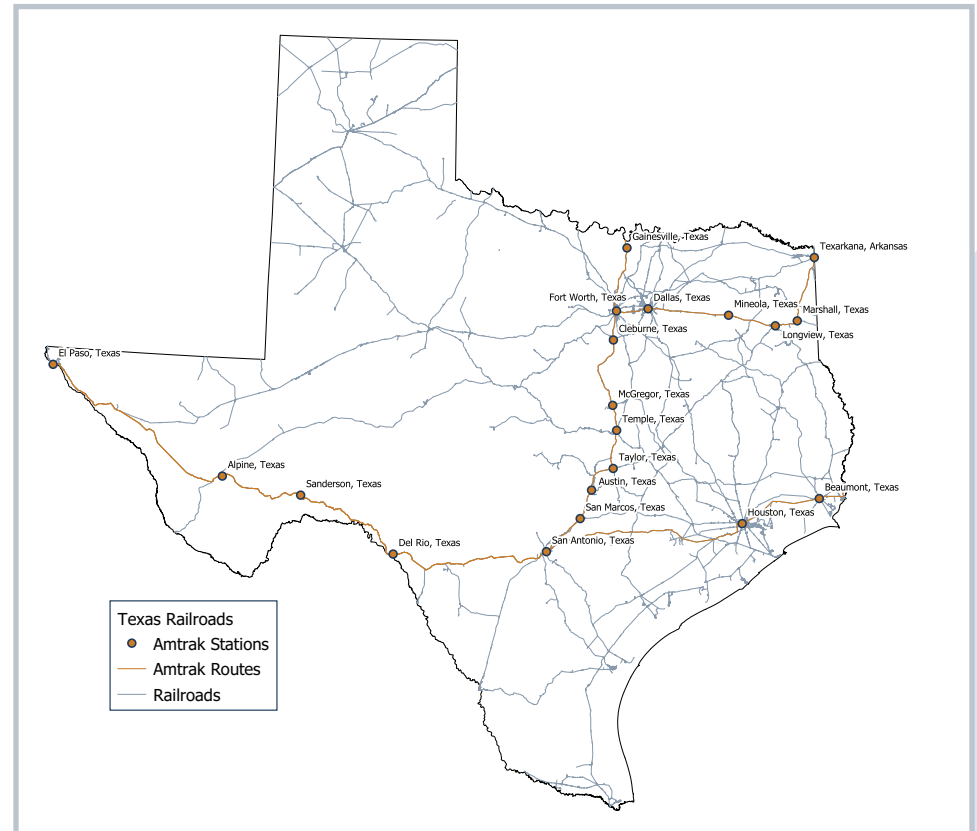 Gainesville, Texas
Texarkana, Arkansas
Fort Worth, Texas
Dallas, Texas
Mineola, Texas
Marshall, Texas
Longview, Texas
Cleburne, Texas
El Paso, Texas
McGregor, Texas
Temple, Texas
Taylor, Texas
Alpine, Texas
Austin, Texas
Sanderson, Texas
Beaumont, Texas
San Marcos, Texas
Houston, Texas
Del Rio, Texas
San Antonio, Texas
Texas Railroads
Amtrak Stations
Amtrak Routes
Railroads